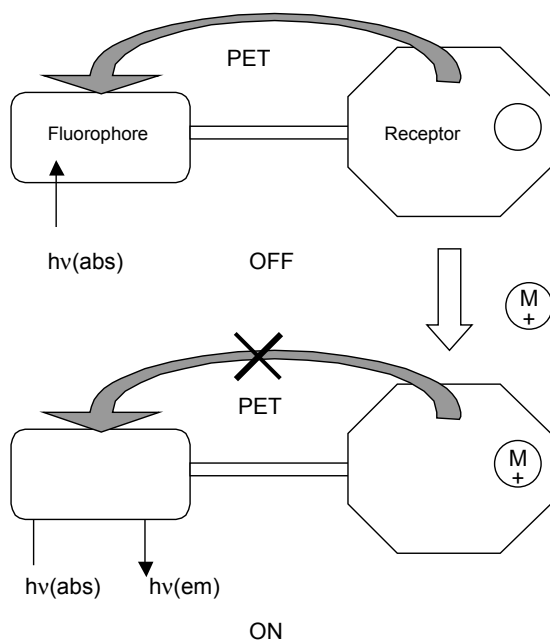 PET
Fluorophore
Receptor
hν(abs)
OFF
M
+
PET
M
+
hν(abs)
hν(em)
ON